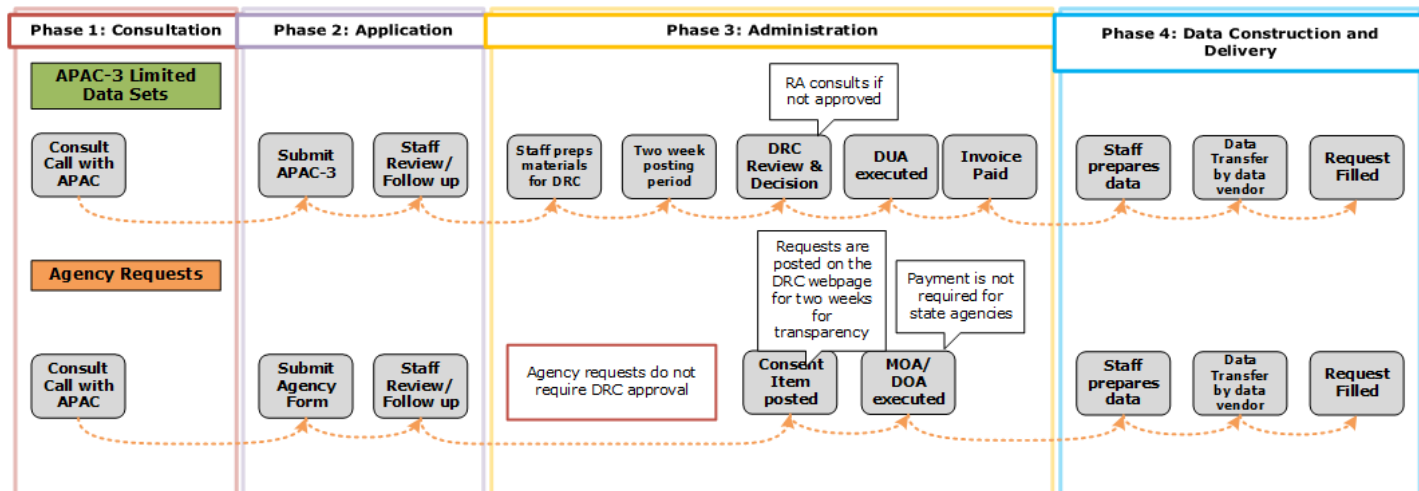 Phase 1: Consultation
Phase 2: Application
Phase 3: Administration
Phase 4: Data Construction and
Delivery
APAC-3 Limited
Data Sets
RA consults if
not approved
Consult
Call with
APAC
Submit
APAC-3
Staff
Review/
Follow up
Staff preps
materials
for DRC
Two week
posting
period
DRC
Review &
Decision
DUA
executed
Invoice
Paid
Staff
prepares
data
Data
Transfer
by data
vendor
Request
Filled
Agency Requests
Requests are
posted on the
DRC webpage
for two weeks
for
transparency
Payment is not
required for
state agencies
Consult
Call with
APAC
Submit
Agency
Form
Staff
Review/
Follow up
Agency requests do not
require DRC approval
Consent
Item
posted
MOA/
DOA
executed
Staff
prepares
data
Data
Transfer
by data
vendor
Request
Filled